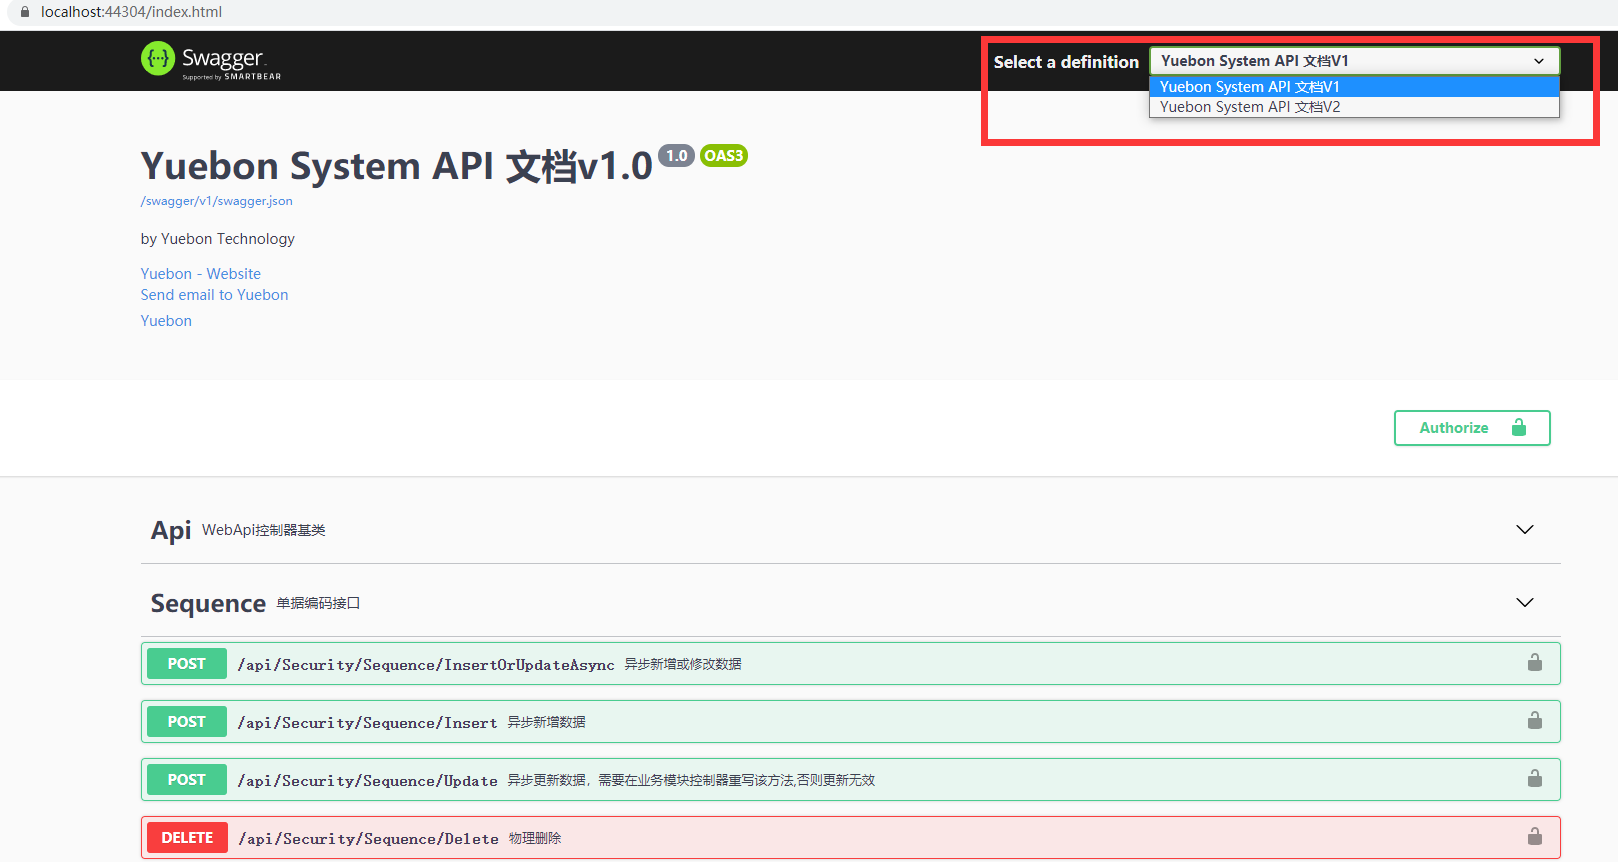 localhost:44304/index.html
Swagger
Supported by SMARTBEAR
Select a definition
Yuebon System API 文档V1
Yuebon System API 文档V1
Yuebon System API 文档V2
Yuebon System API 文档v1.0 1.0 OAS3
/swagger/v1/swagger.json
by Yuebon Technology
Yuebon - Website
Send email to Yuebon
Yuebon
Authorize
Api WebApi控制器基类
Sequence 单据编码接口
POST /api/Security/Sequence/InsertOrUpdateAsync 异步新增或修改数据
POST /api/Security/Sequence/Insert 异步新增数据
POST /api/Security/Sequence/Update 异步更新数据，需要在业务模块控制器重写该方法,否则更新无效
DELETE /api/Security/Sequence/Delete 物理删除